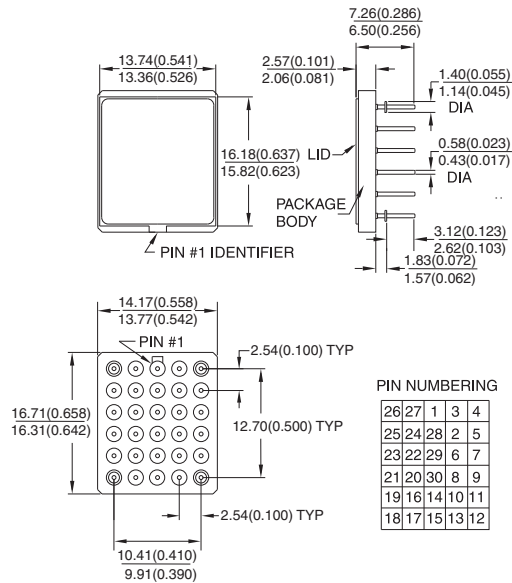 7.26(0.286)
6.50(0.256)
13.74(0.541)
13.36(0.526)
2.57(0.101)
2.06(0.081)
1.40(0.055)
1.14(0.045)
DIA
16.18(0.637)
15.82(0.623)
LID
0.58(0.023)
0.43(0.017)
DIA
PACKAGE
BODY
PIN #1 IDENTIFIER
3.12(0.123)
2.62(0.103)
1.83(0.072)
1.57(0.062)
14.17(0.558)
13.77(0.542)
PIN #1
2.54(0.100) TYP
16.71(0.658)
16.31(0.642)
12.70(0.500) TYP
2.54(0.100) TYP
10.41(0.410)
9.91(0.390)
PIN NUMBERING
26 27 1 3 4
25 24 28 2 5
23 22 29 6 7
21 20 30 8 9
19 16 14 10 11
18 17 15 13 12